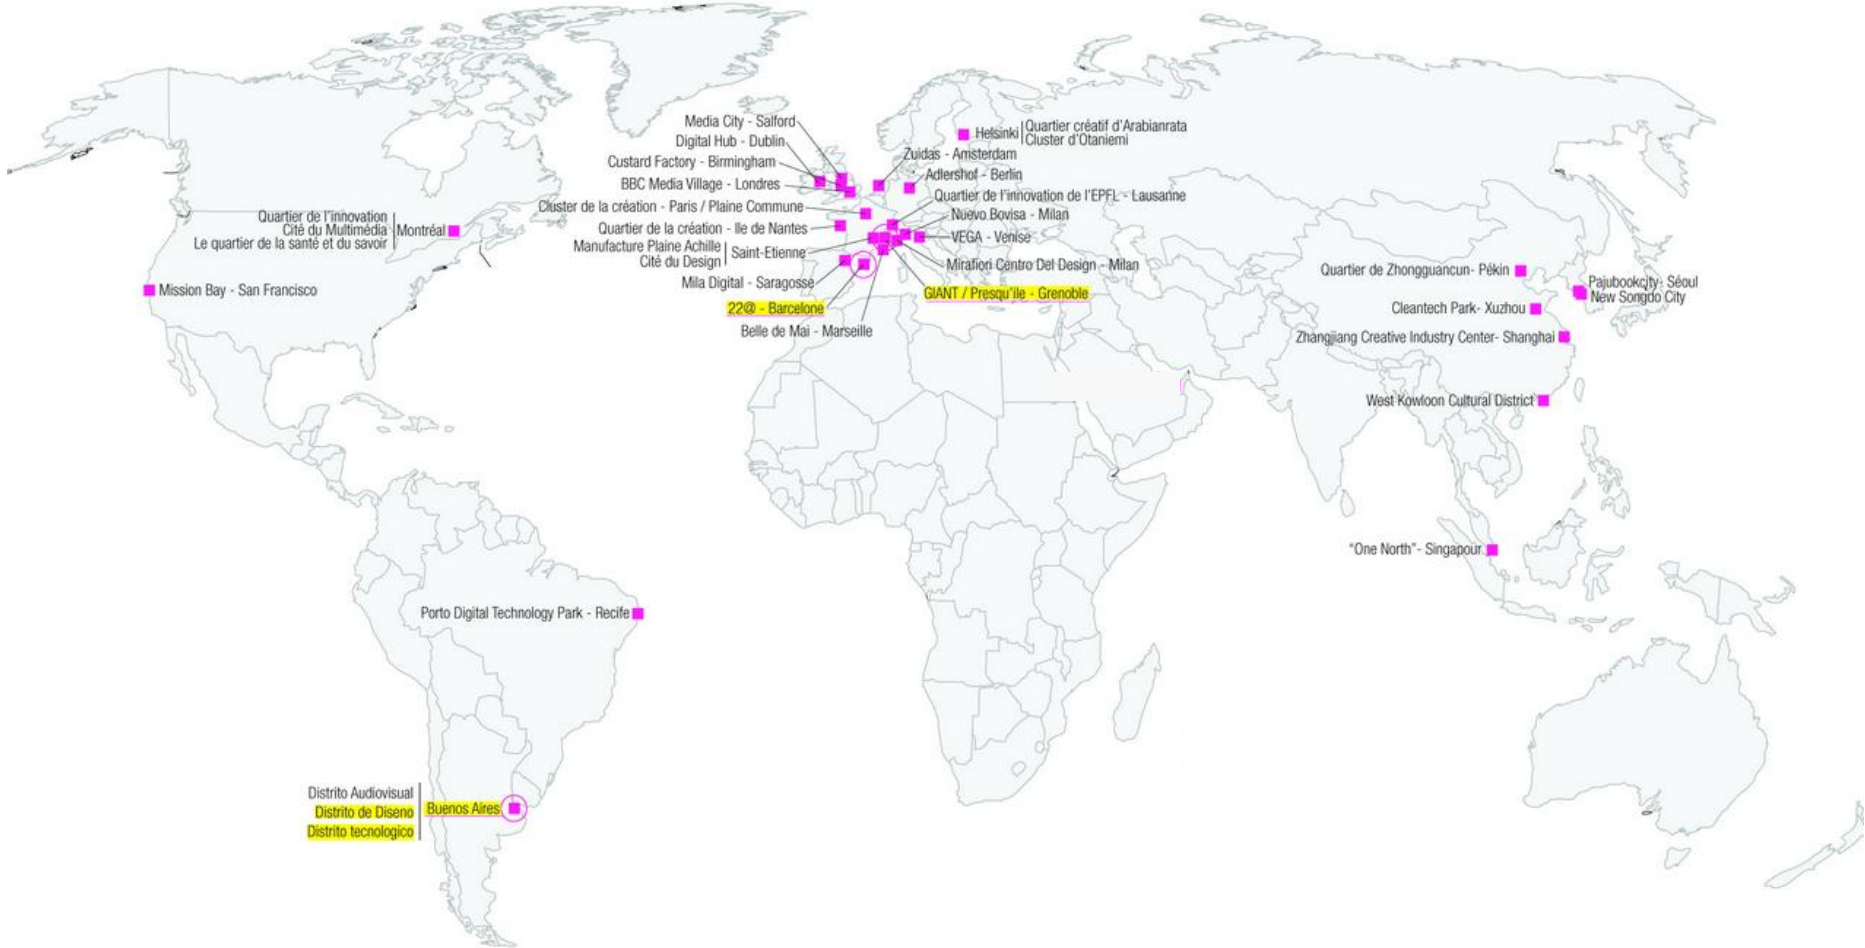 Media City - Salford
Digital Hub - Dublin
Custard Factory - Birmingham
BBC Media Village - Londres
Cluster de la création - Paris / Plaine Commune
Quartier de la création - Ile de Nantes
Manufacture Plaine Achille
Cité du Design
Saint-Etienne
Mila Digital - Saragosse
22@ - Barcelone
Belle de Mai - Marseille
Helsinki
Quartier créatif d'Arabianrata
Cluster d'Otaniemi
Zuidas - Amsterdam
Adlershof - Berlin
Quartier de l'innovation de l'EPFL - Lausanne
Nuevo Bovisa - Milan
VEGA - Venise
Mirafiori Centro Del Design - Milan
GIANT / Presqu'ile - Grenoble
Quartier de l'innovation
Cité du Multimédia
Le quartier de la santé et du savoir
Montréal
Mission Bay - San Francisco
Quartier de Zhongguancun- Pékin
Pajubookcity- Séoul
New Songdo City
Cleantech Park- Xuzhou
Zhangjiang Creative Industry Center- Shanghai
West Kowloon Cultural District
"One North"- Singapour
Porto Digital Technology Park - Recife
Distrito Audiovisual
Distrito de Diseno
Distrito tecnologico
Buenos Aires